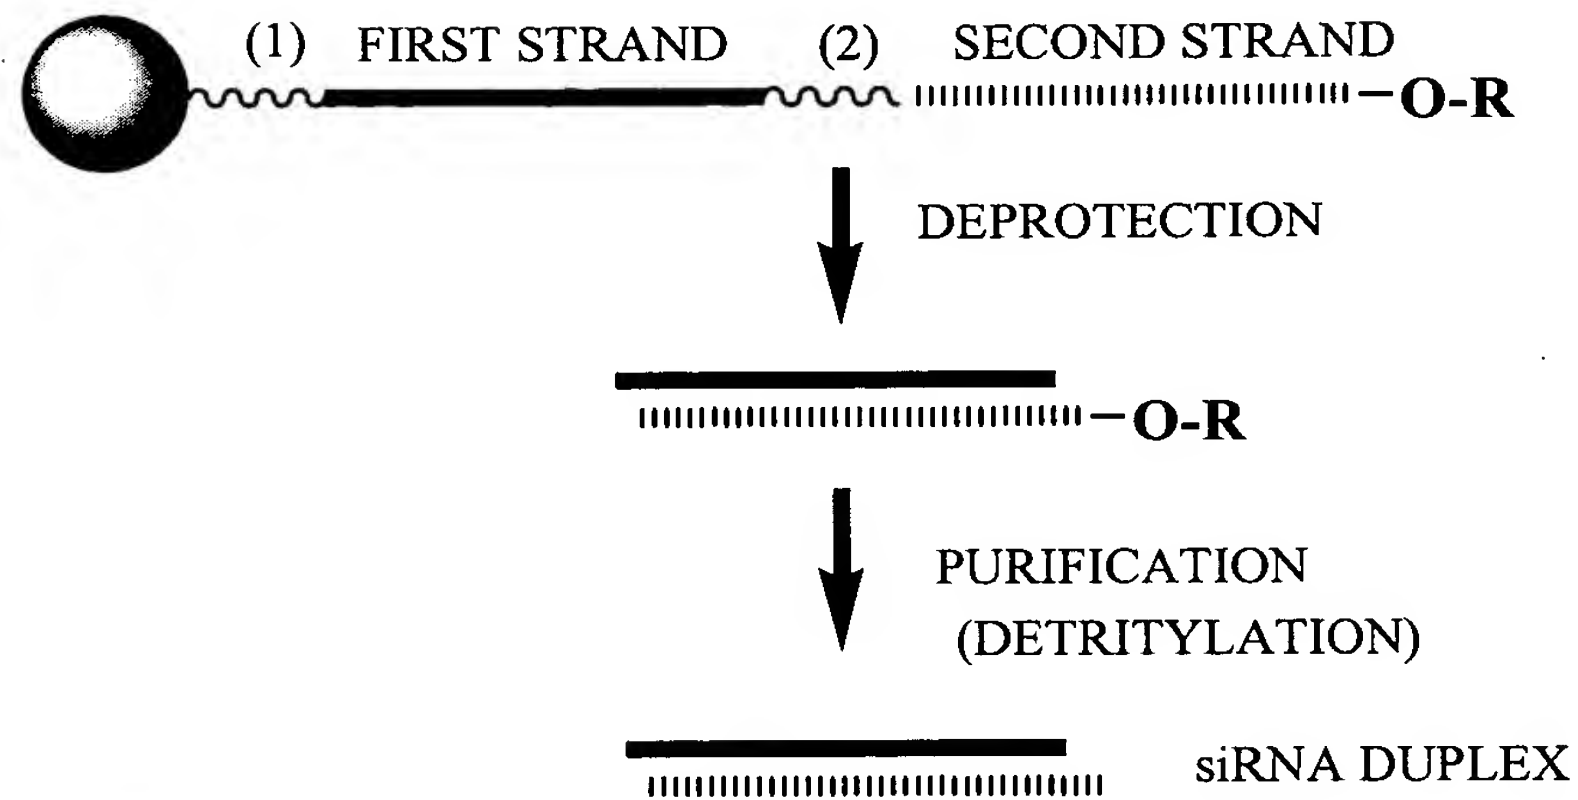 (1) FIRST STRAND (2) SECOND STRAND
O-R
DEPROTECTION
O-R
PURIFICATION
(DETRITYLATION)
siRNA DUPLEX